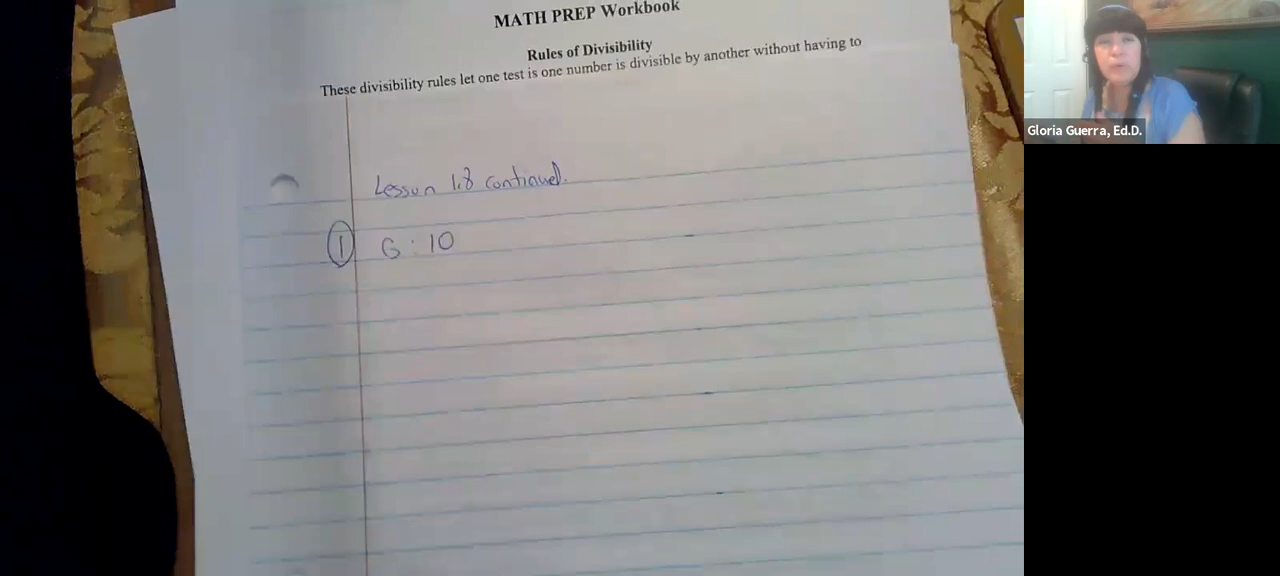 MATH PREP Workbook
Rules of Divisibility
These divisibility rules let one test is one number is divisible by another without having to
Lesson 1.8 continued.
1 6 : 10
Gloria Guerra, Ed.D.